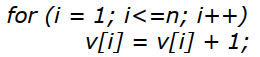 for (i = 1; i<=n; i++)
v[i] = v[i] + 1;